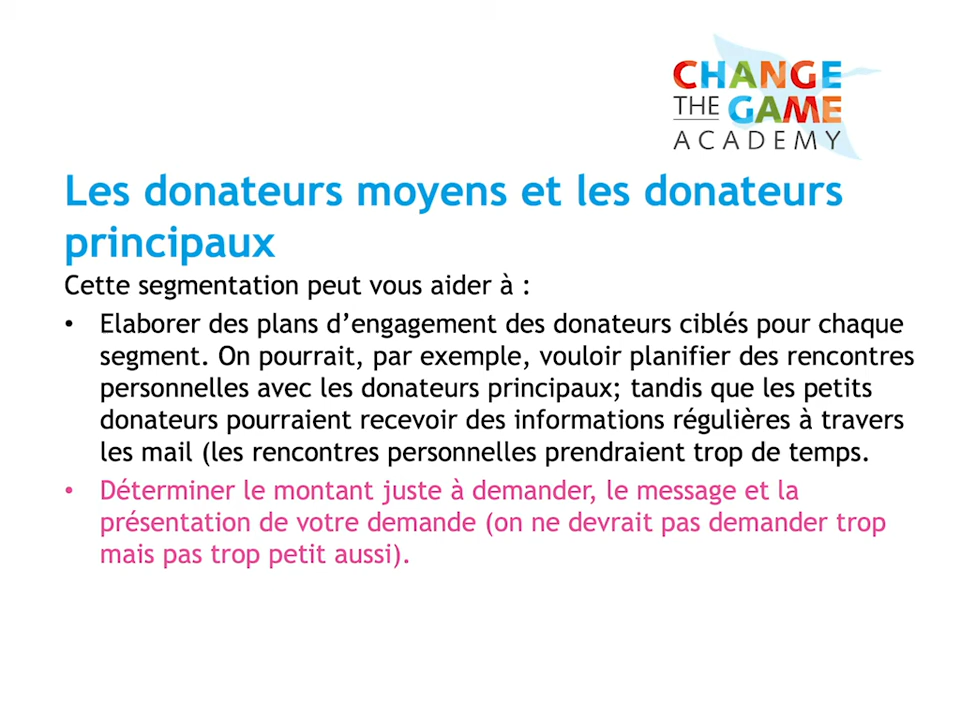 CHANGE
THE GAME
ACADEMY
Les donateurs moyens et les donateurs
principaux
Cette segmentation peut vous aider à :
• Elaborer des plans d’engagement des donateurs ciblés pour chaque
segment. On pourrait, par exemple, vouloir planifier des rencontres
personnelles avec les donateurs principaux; tandis que les petits
donateurs pourraient recevoir des informations régulières à travers
les mail (les rencontres personnelles prendraient trop de temps.
• Déterminer le montant juste à demander, le message et la
présentation de votre demande (on ne devrait pas demander trop
mais pas trop petit aussi).